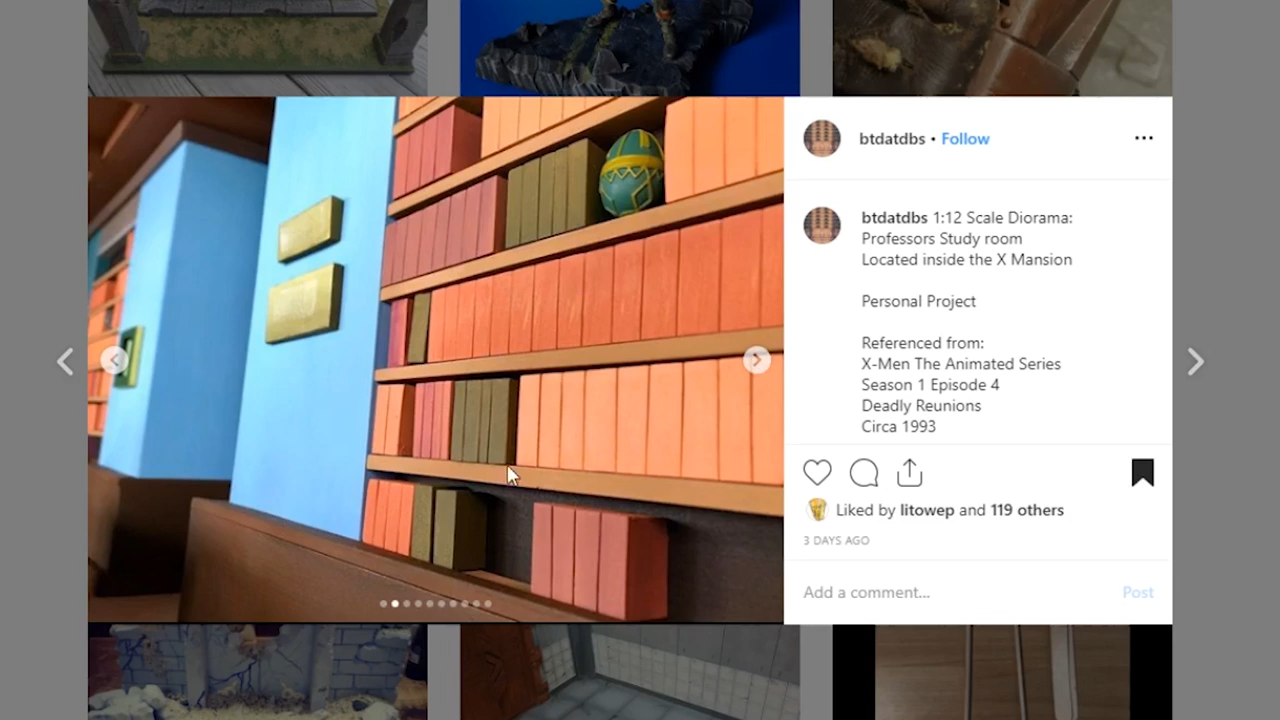 btdatdbs • Follow
btdatdbs 1:12 Scale Diorama:
Professors Study room
Located inside the X Mansion
Personal Project
Referenced from:
X-Men The Animated Series
Season 1 Episode 4
Deadly Reunions
Circa 1993
Liked by litowep and 119 others
3 DAYS AGO
Add a comment... Post